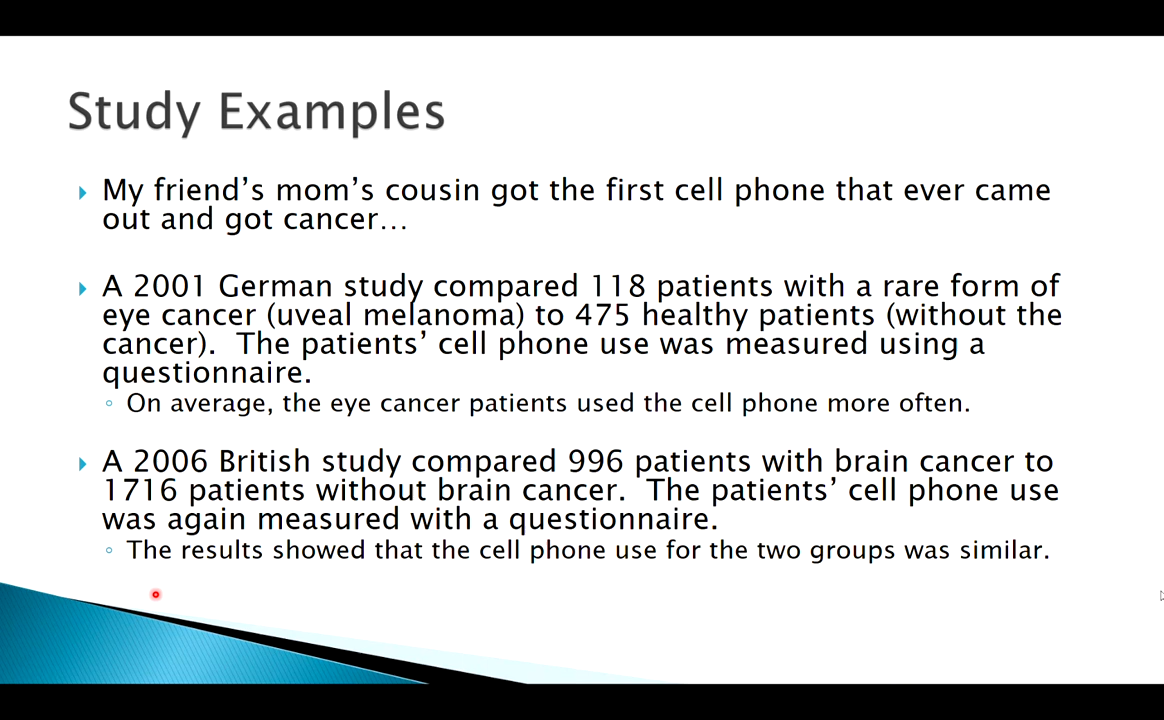 Study Examples
My friend’s mom’s cousin got the first cell phone that ever came
out and got cancer…
A 2001 German study compared 118 patients with a rare form of
eye cancer (uveal melanoma) to 475 healthy patients (without the
cancer).  The patients’ cell phone use was measured using a
questionnaire.
On average, the eye cancer patients used the cell phone more often.
A 2006 British study compared 996 patients with brain cancer to
1716 patients without brain cancer.  The patients’ cell phone use
was again measured with a questionnaire.
The results showed that the cell phone use for the two groups was similar.